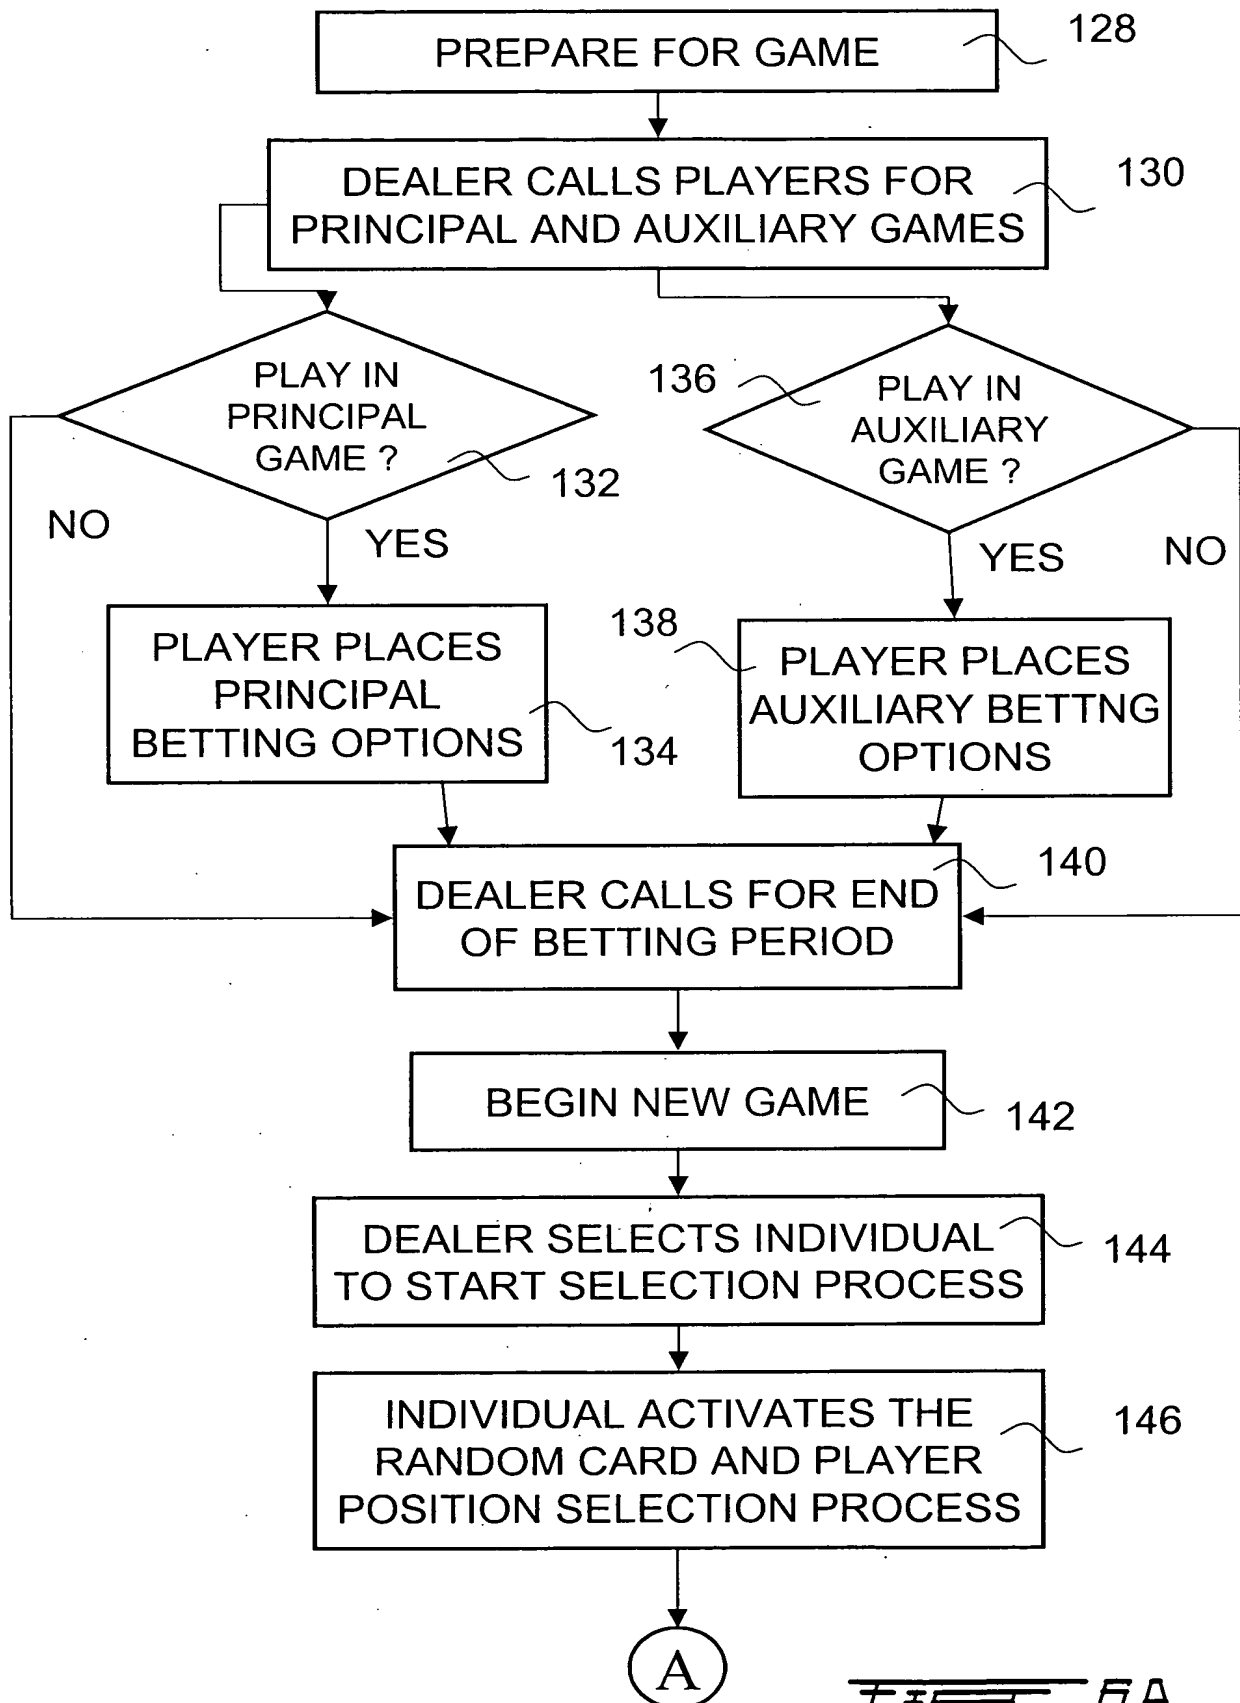 PREPARE FOR GAME
128
DEALER CALLS PLAYERS FOR
PRINCIPAL AND AUXILIARY GAMES
130
PLAY IN
PRINCIPAL
GAME ?
132
136
PLAY IN
AUXILIARY
GAME ?
NO
YES
YES
NO
PLAYER PLACES
PRINCIPAL
BETTING OPTIONS
134
138
PLAYER PLACES
AUXILIARY BETTNG
OPTIONS
DEALER CALLS FOR END
OF BETTING PERIOD
140
BEGIN NEW GAME
142
DEALER SELECTS INDIVIDUAL
TO START SELECTION PROCESS
144
INDIVIDUAL ACTIVATES THE
RANDOM CARD AND PLAYER
POSITION SELECTION PROCESS
146
A